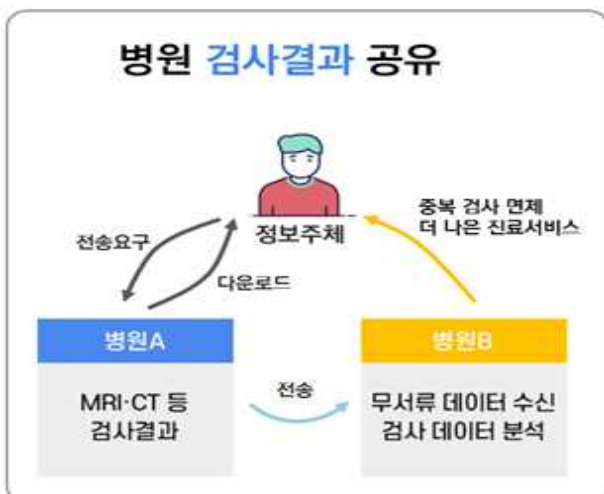 병원 검사결과 공유
정보주체
중복 검사 면제
더 나은 진료서비스
전송요구
다운로드
병원A
MRI·CT 등
검사결과
전송
병원B
무서류 데이터 수신
검사 데이터 분석